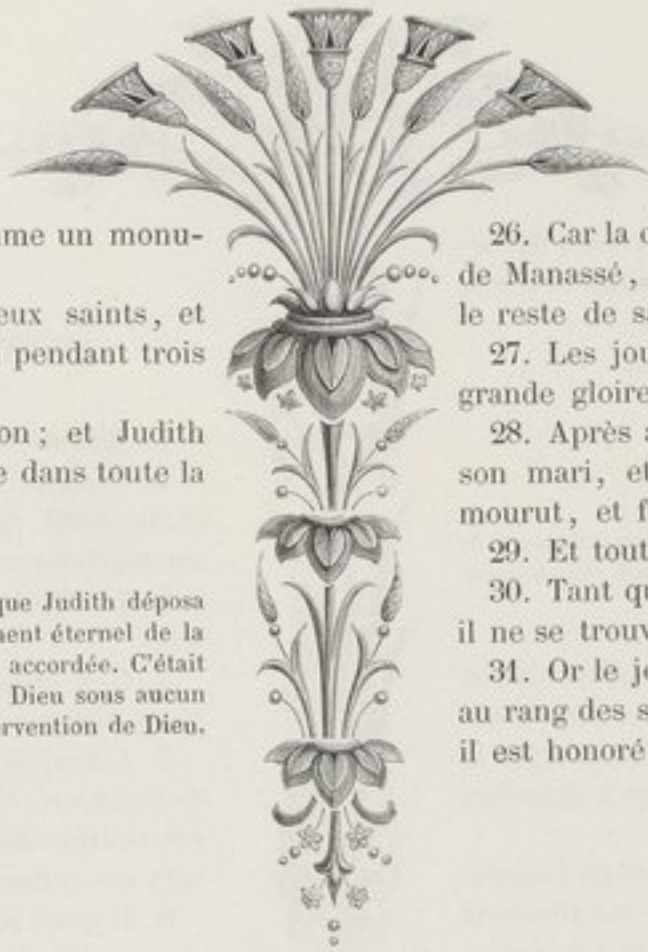 me un monu-
eux saints, et
pendant trois
on; et Judith
e dans toute la
que Judith déposa
ment éternel de la
accordée. C'était
Dieu sous aucun
ervention de Dieu.
26. Car la
de Manassé,
le reste de s
27. Les jou
grande gloire
28. Après a
son mari, et
mourut, et f
29. Et tout
30. Tant qu
il ne se trouv
31. Or le je
au rang des s
il est honoré